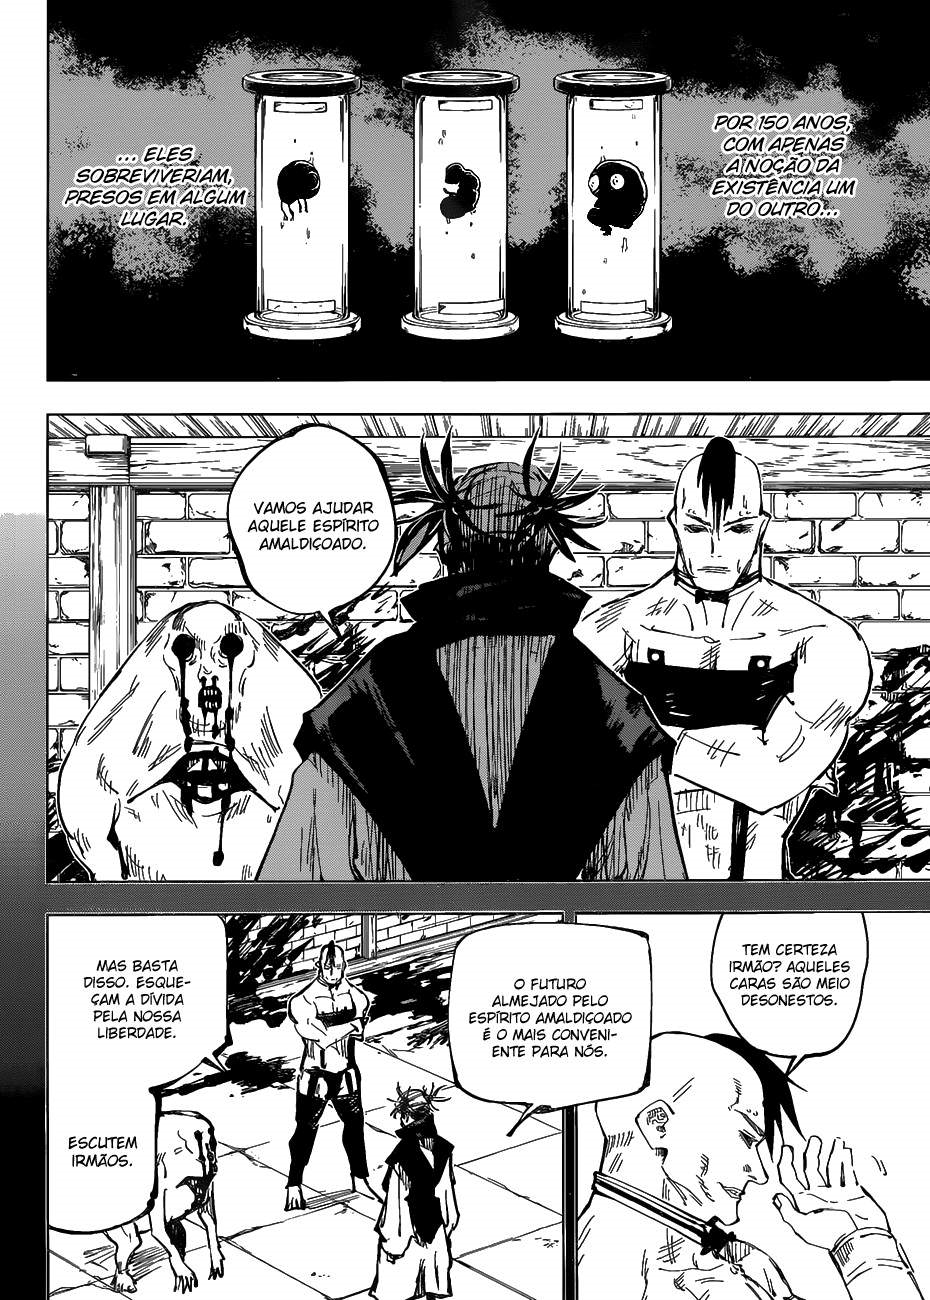 POR 150 ANOS,
COM APENAS
A NOÇÃO DA
EXISTÊNCIA UM
DO OUTRO...
... ELES
SOBREVIVERIAM,
PRESOS EM ALGUM
LUGAR.
VAMOS AJUDAR
AQUELE ESPÍRITO
AMALDIÇOADO.
TEM CERTEZA
IRMÃO? AQUELES
CARAS SÃO MEIO
DESONESTOS.
O FUTURO
ALMEJADO PELO
ESPÍRITO AMALDIÇOADO
É O MAIS CONVENI-
ENTE PARA NÓS.
MAS BASTA
DISSO. ESQUE-
ÇAM A DÍVIDA
PELA NOSSA
LIBERDADE.
ESCUTEM
IRMÃOS.